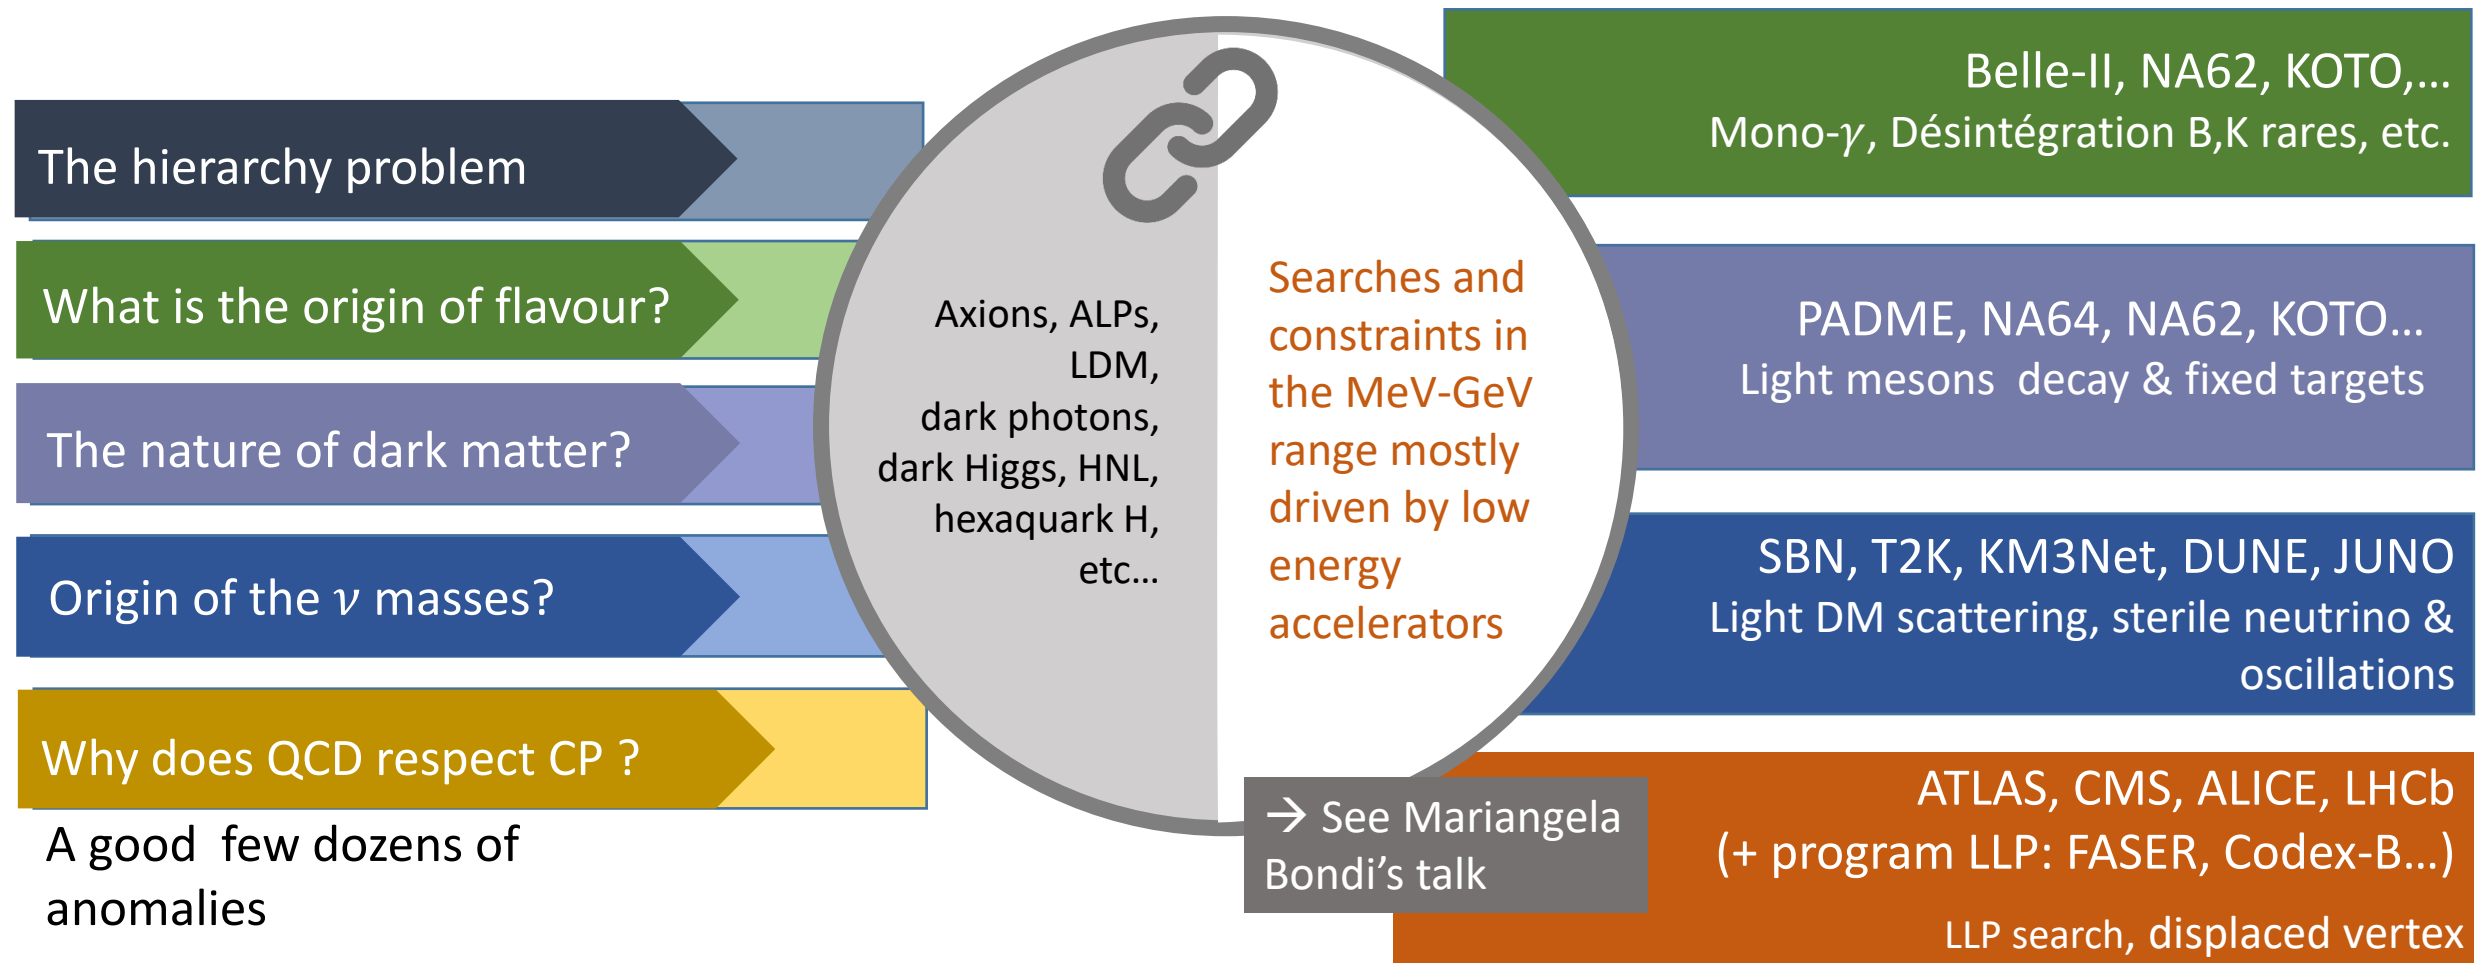 The hierarchy problem
What is the origin of flavour?
The nature of dark matter?
Origin of the ν masses?
Why does QCD respect CP ?
A good  few dozens of
anomalies
Axions, ALPs,
LDM,
dark photons,
dark Higgs, HNL,
hexaquark H,
etc…
Searches and
constraints in
the MeV-GeV
range mostly
driven by low
energy
accelerators
→ See Mariangela
Bondi’s talk
Belle-II, NA62, KOTO,…
Mono-γ, Désintégration B,K rares, etc.
PADME, NA64, NA62, KOTO…
Light mesons  decay & fixed targets
SBN, T2K, KM3Net, DUNE, JUNO
Light DM scattering, sterile neutrino &
oscillations
ATLAS, CMS, ALICE, LHCb
(+ program LLP: FASER, Codex-B…)
LLP search, displaced vertex